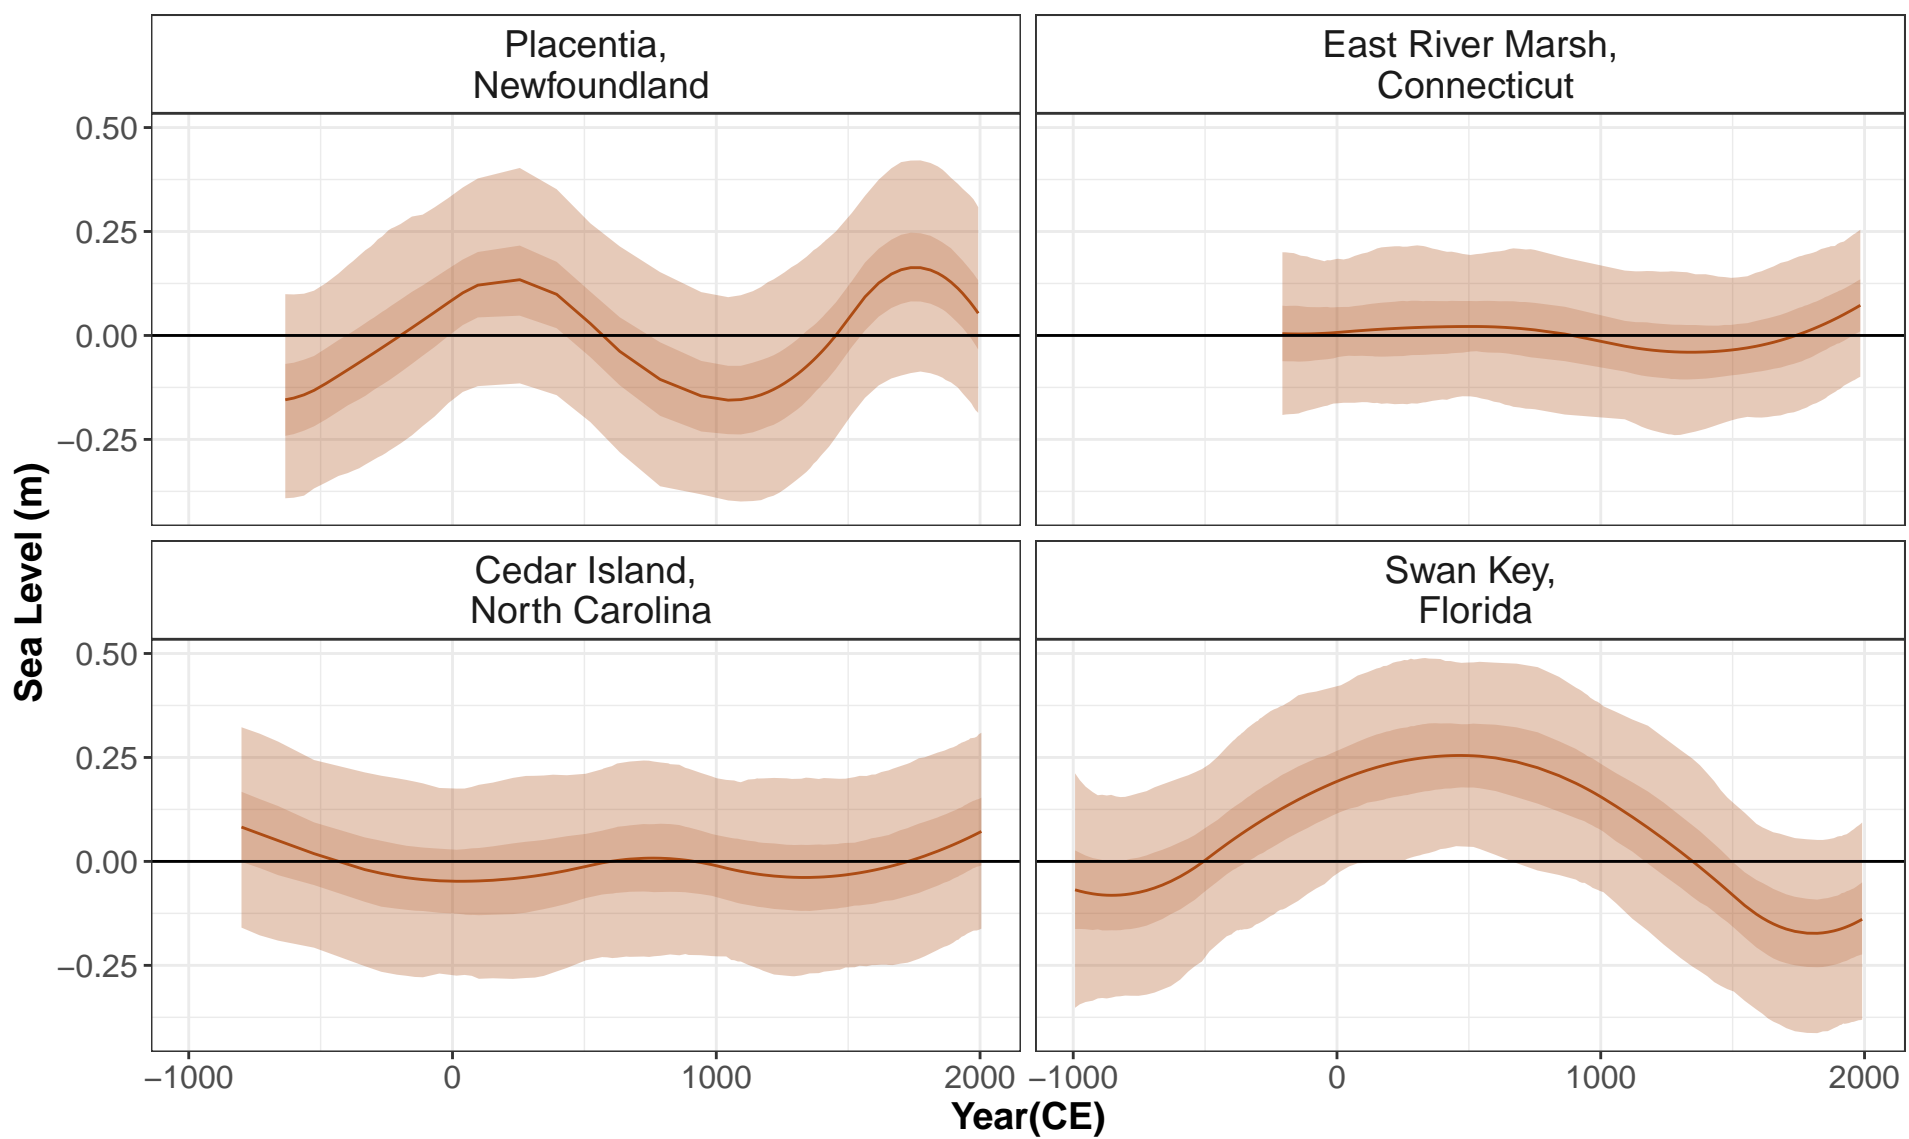 Placentia,
Newfoundland
East River Marsh,
Connecticut
0.50
0.25
0.00
−0.25
Cedar Island,
North Carolina
Swan Key,
Florida
0.50
0.25
0.00
−0.25
Sea Level (m)
−1000 0 1000 2000 −1000 0 1000 2000
Year(CE)